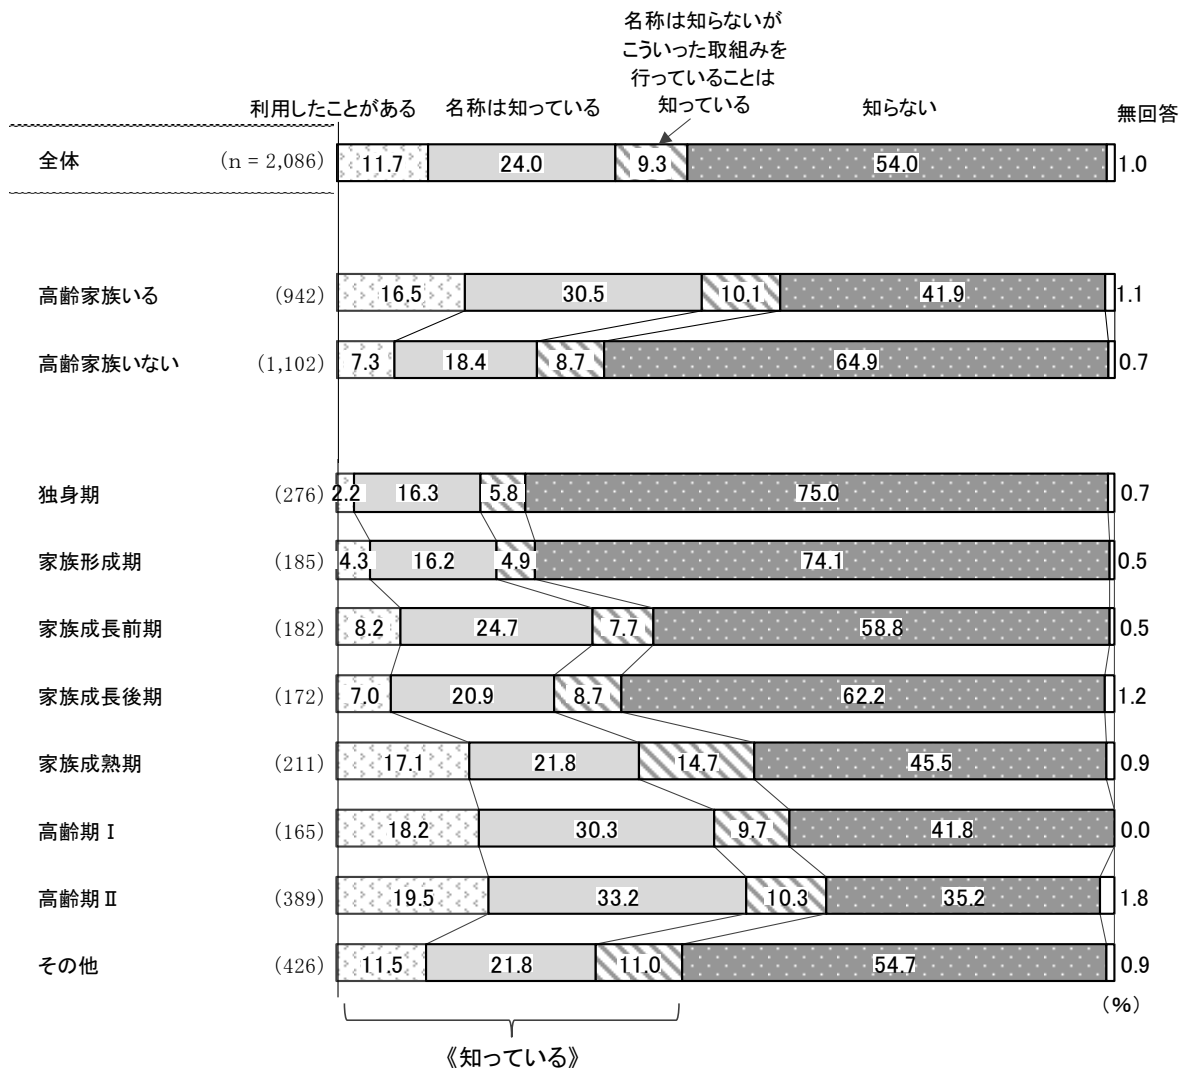 名称は知らないが
こういった取組みを
行っていることは
知っている
利用したことがある 名称は知っている 知らない 無回答
全体 (n = 2,086) 11.7 24.0 9.3 54.0 1.0
高齢家族いる (942) 16.5 30.5 10.1 41.9 1.1
高齢家族いない (1,102) 7.3 18.4 8.7 64.9 0.7
独身期 (276) 2.2 16.3 5.8 75.0 0.7
家族形成期 (185) 4.3 16.2 4.9 74.1 0.5
家族成長前期 (182) 8.2 24.7 7.7 58.8 0.5
家族成長後期 (172) 7.0 20.9 8.7 62.2 1.2
家族成熟期 (211) 17.1 21.8 14.7 45.5 0.9
高齢期Ⅰ (165) 18.2 30.3 9.7 41.8 0.0
高齢期Ⅱ (389) 19.5 33.2 10.3 35.2 1.8
その他 (426) 11.5 21.8 11.0 54.7 0.9
(%)
《知っている》